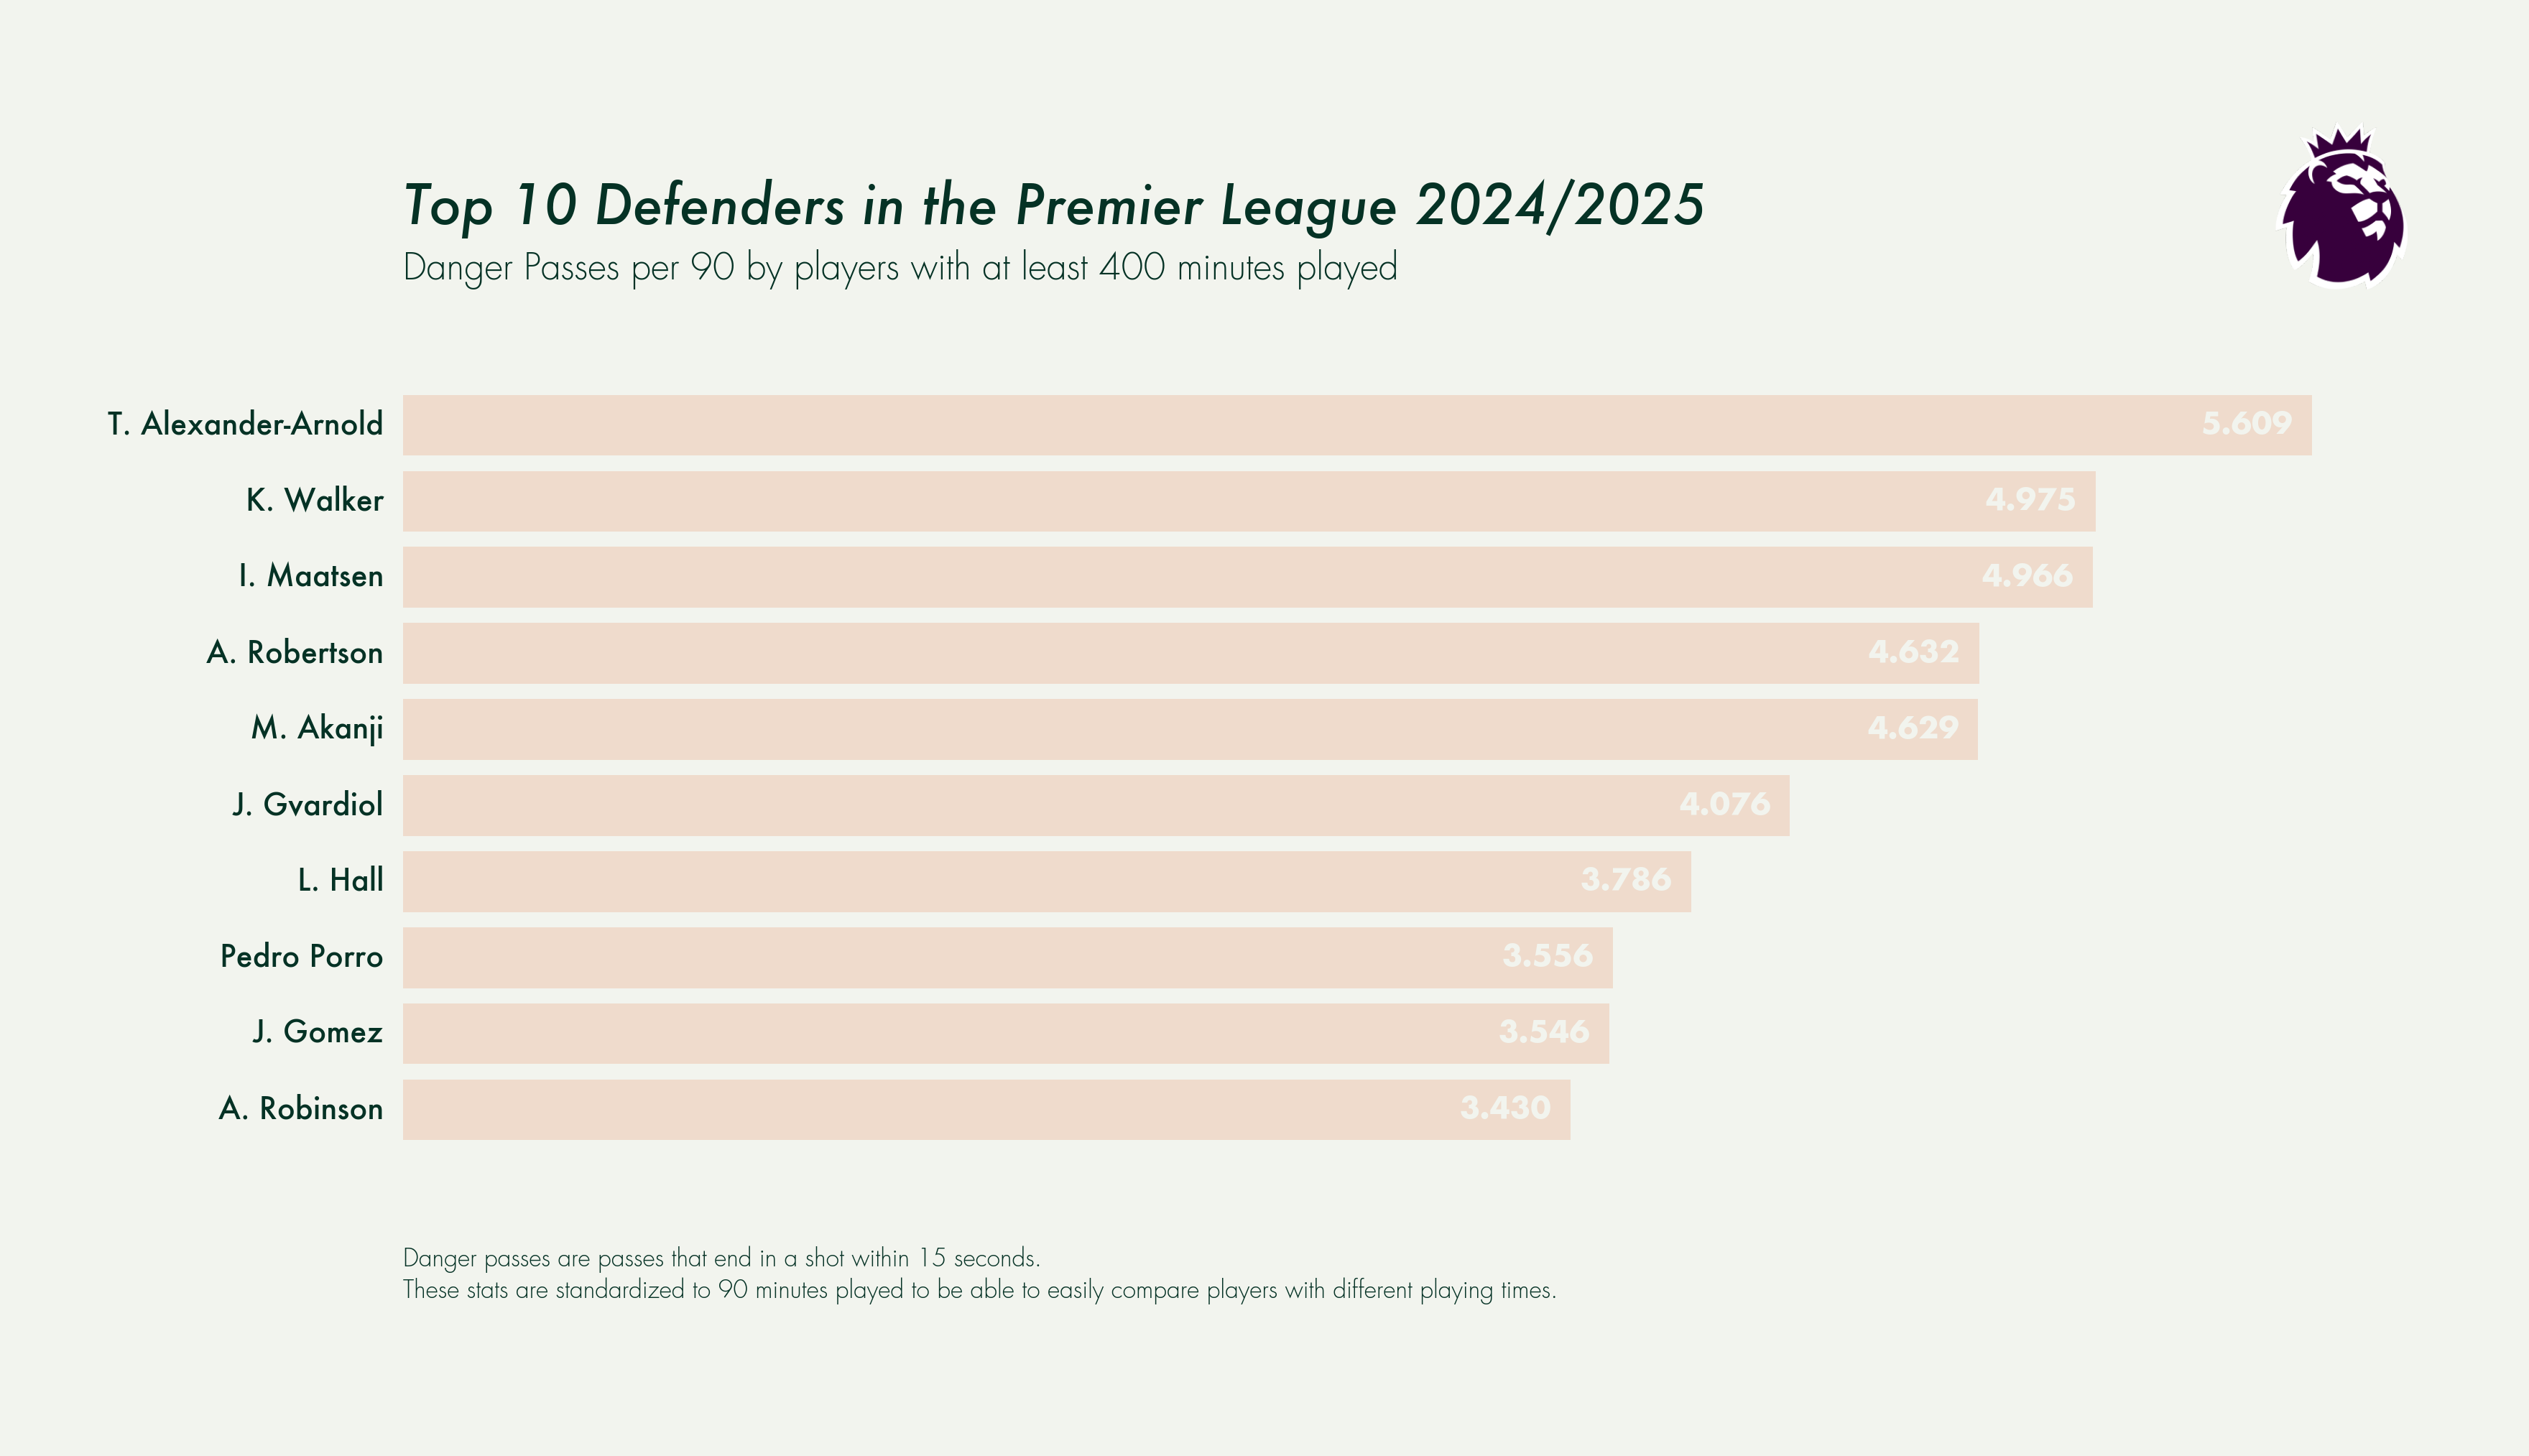 Top 10 Defenders in the Premier League 2024/2025
Danger Passes per 90 by players with at least 400 minutes played
T. Alexander-Arnold 5.609
K. Walker 4.975
I. Maatsen 4.966
A. Robertson 4.632
M. Akanji 4.629
J. Gvardiol 4.076
L. Hall 3.786
Pedro Porro 3.556
J. Gomez 3.546
A. Robinson 3.430
Danger passes are passes that end in a shot within 15 seconds.
These stats are standardized to 90 minutes played to be able to easily compare players with different playing times.